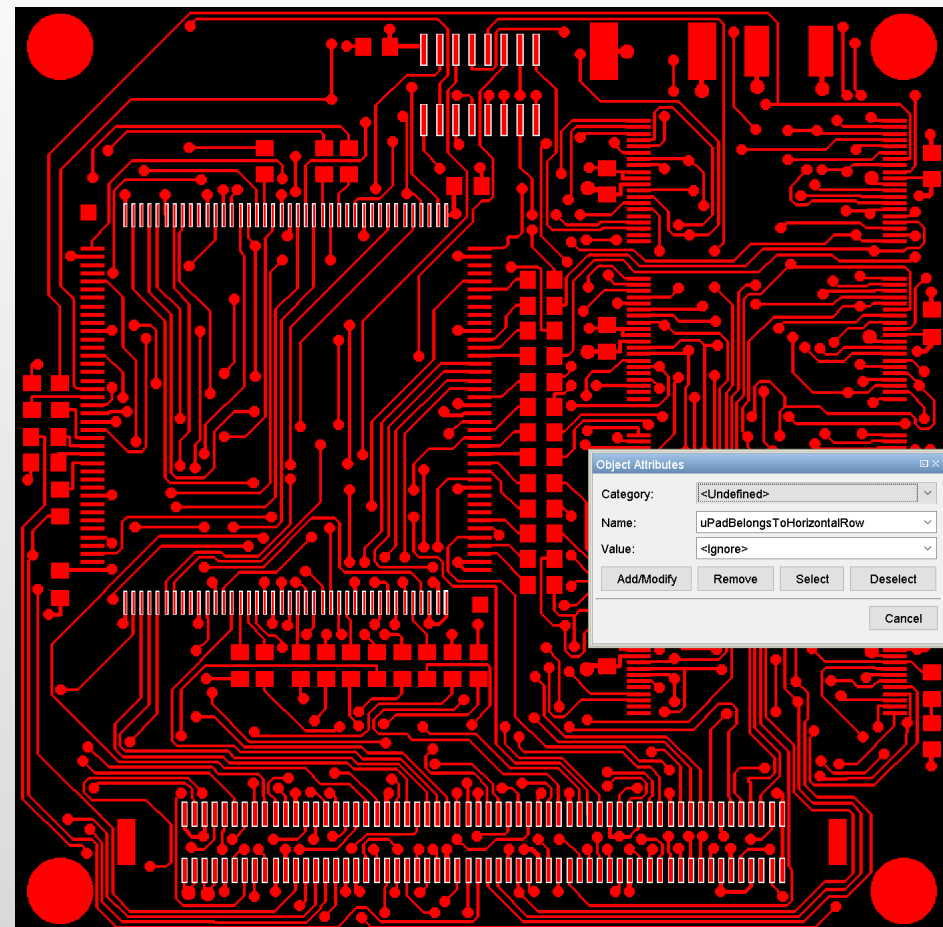 Object Attributes
Category:
<Undefined>
Name:
uPadBelongsToHorizontalRow
Value:
<Ignore>
Add/Modify
Remove
Select
Deselect
Cancel